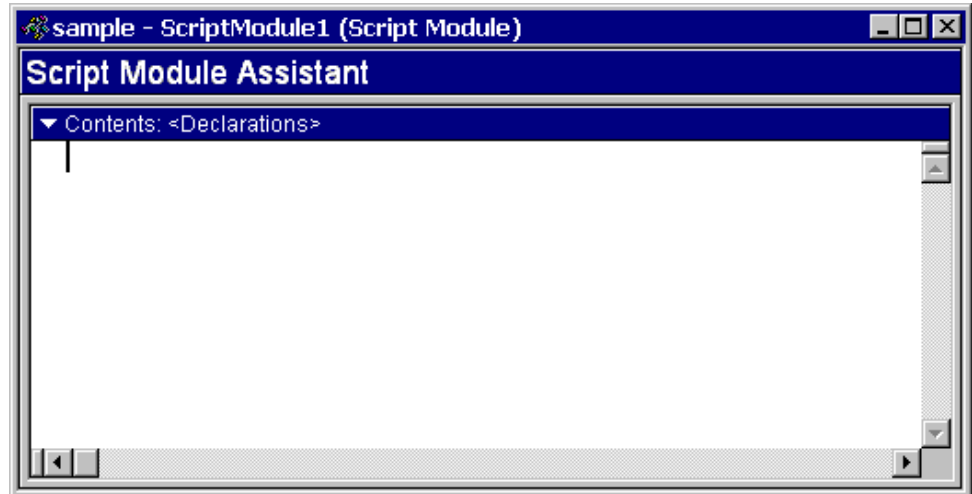 sample - ScriptModule1 (Script Module)
Script Module Assistant
Contents: <Declarations>